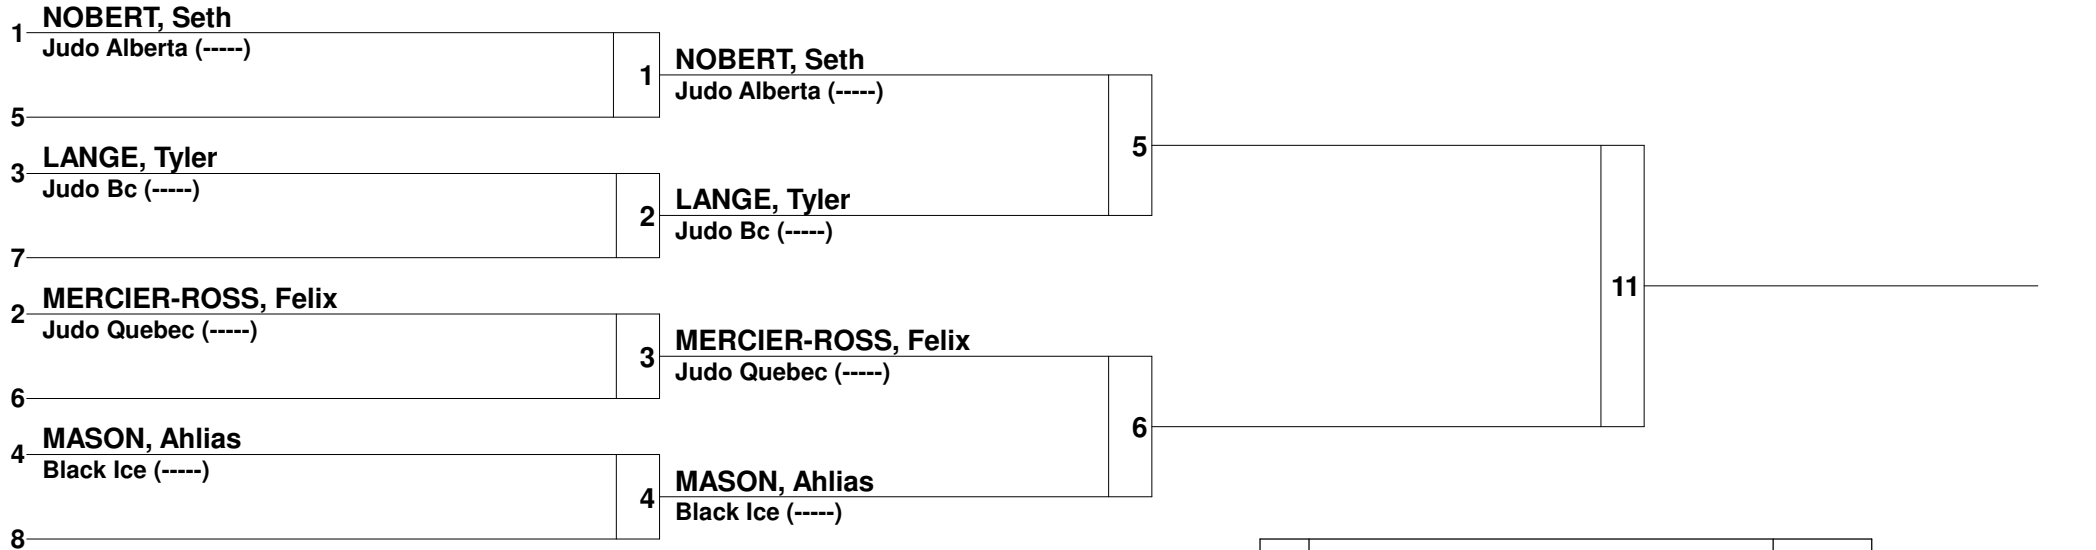 1 NOBERT, Seth
Judo Alberta (-----)
1 NOBERT, Seth
Judo Alberta (-----)
5
5
3 LANGE, Tyler
Judo Bc (-----)
2 LANGE, Tyler
Judo Bc (-----)
7
11
2 MERCIER-ROSS, Felix
Judo Quebec (-----)
3 MERCIER-ROSS, Felix
Judo Quebec (-----)
6
6
4 MASON, Ahlias
Black Ice (-----)
4 MASON, Ahlias
Black Ice (-----)
8